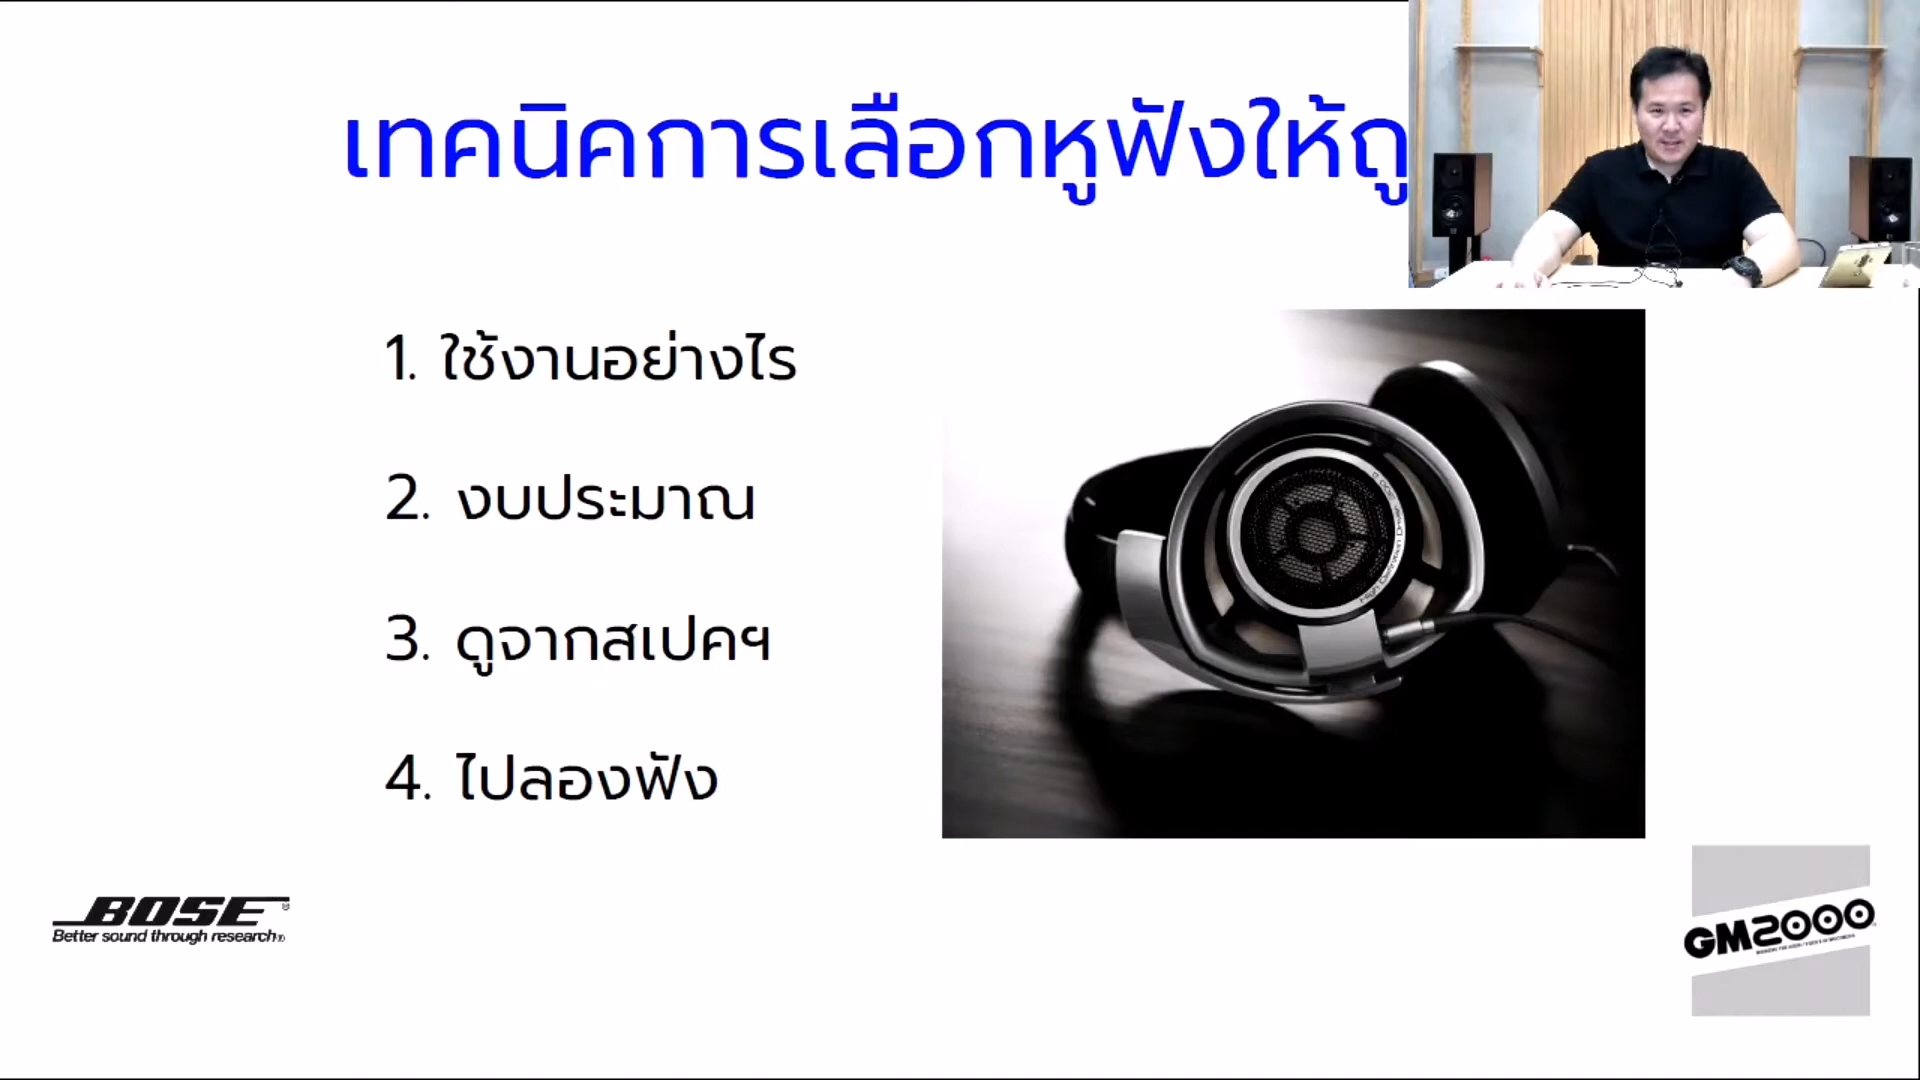 เทคนิคการเลือกหูฟังให้ถู
1. ใช้งานอย่างไร
2. งบประมาณ
3. ดูจากสเปคฯ
4. ไปลองฟัง
High Definition Driver
BOSE®
Better sound through research®
GM2000